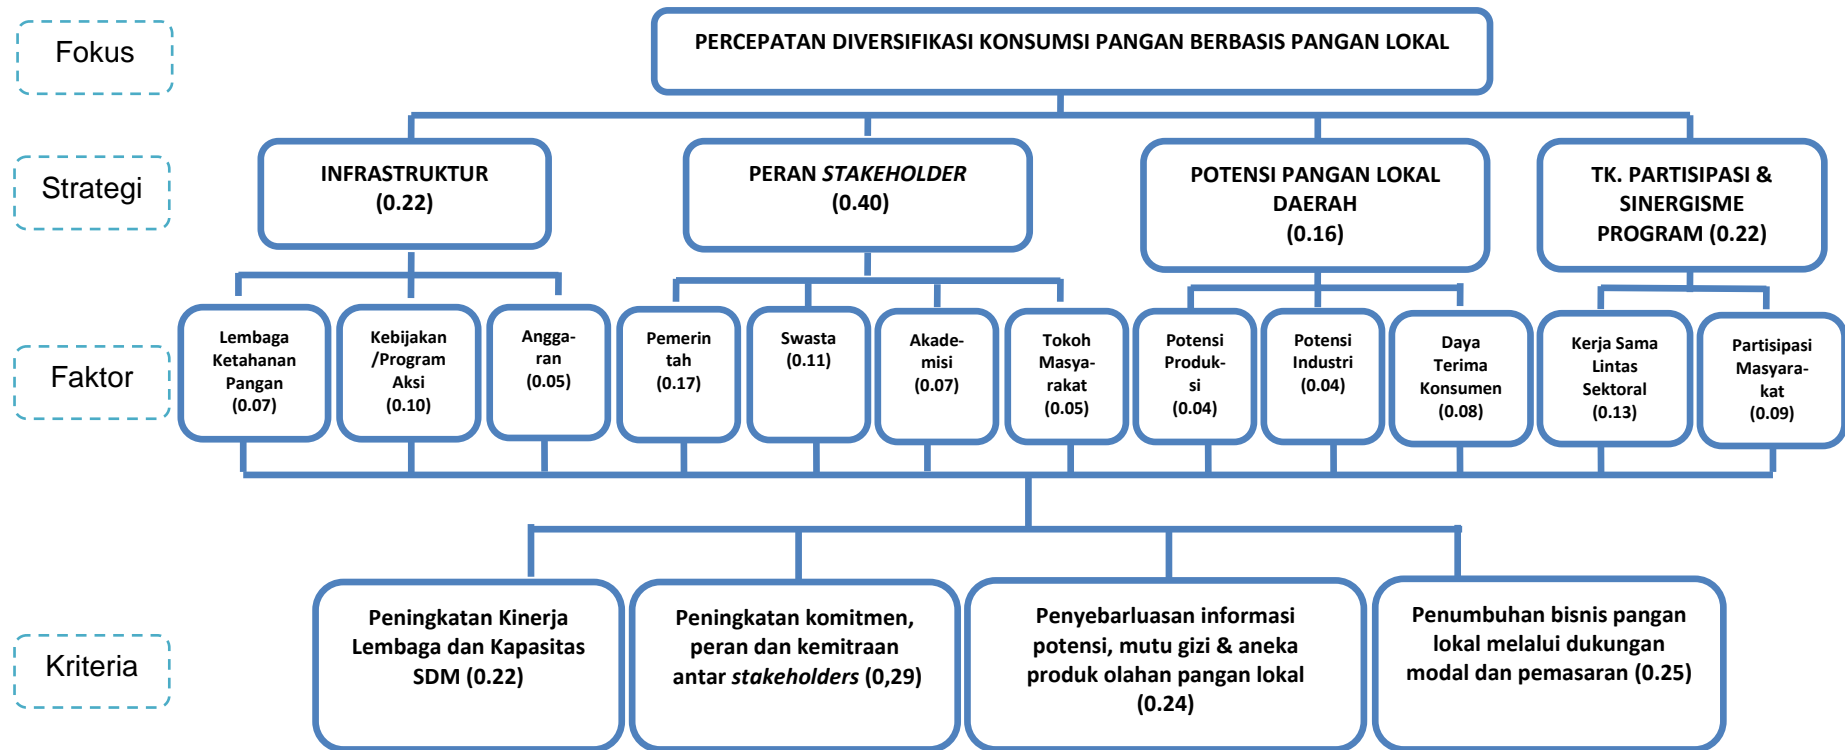 Fokus
PERCEPATAN DIVERSIFIKASI KONSUMSI PANGAN BERBASIS PANGAN LOKAL
Strategi
INFRASTRUKTUR
(0.22)
PERAN STAKEHOLDER
(0.40)
POTENSI PANGAN LOKAL
DAERAH
(0.16)
TK. PARTISIPASI &
SINERGISME
PROGRAM (0.22)
Faktor
Lembaga
Ketahanan
Pangan
(0.07)
Kebijakan
/Program
Aksi
(0.10)
Angga-
ran
(0.05)
Pemerin
tah
(0.17)
Swasta
(0.11)
Akade-
misi
(0.07)
Tokoh
Masya-
rakat
(0.05)
Potensi
Produk-
si
(0.04)
Potensi
Industri
(0.04)
Daya
Terima
Konsumen
(0.08)
Kerja Sama
Lintas
Sektoral
(0.13)
Partisipasi
Masyara-
kat
(0.09)
Kriteria
Peningkatan Kinerja
Lembaga dan Kapasitas
SDM (0.22)
Peningkatan komitmen,
peran dan kemitraan
antar stakeholders (0,29)
Penyebarluasan informasi
potensi, mutu gizi & aneka
produk olahan pangan lokal
(0.24)
Penumbuhan bisnis pangan
lokal melalui dukungan
modal dan pemasaran (0.25)